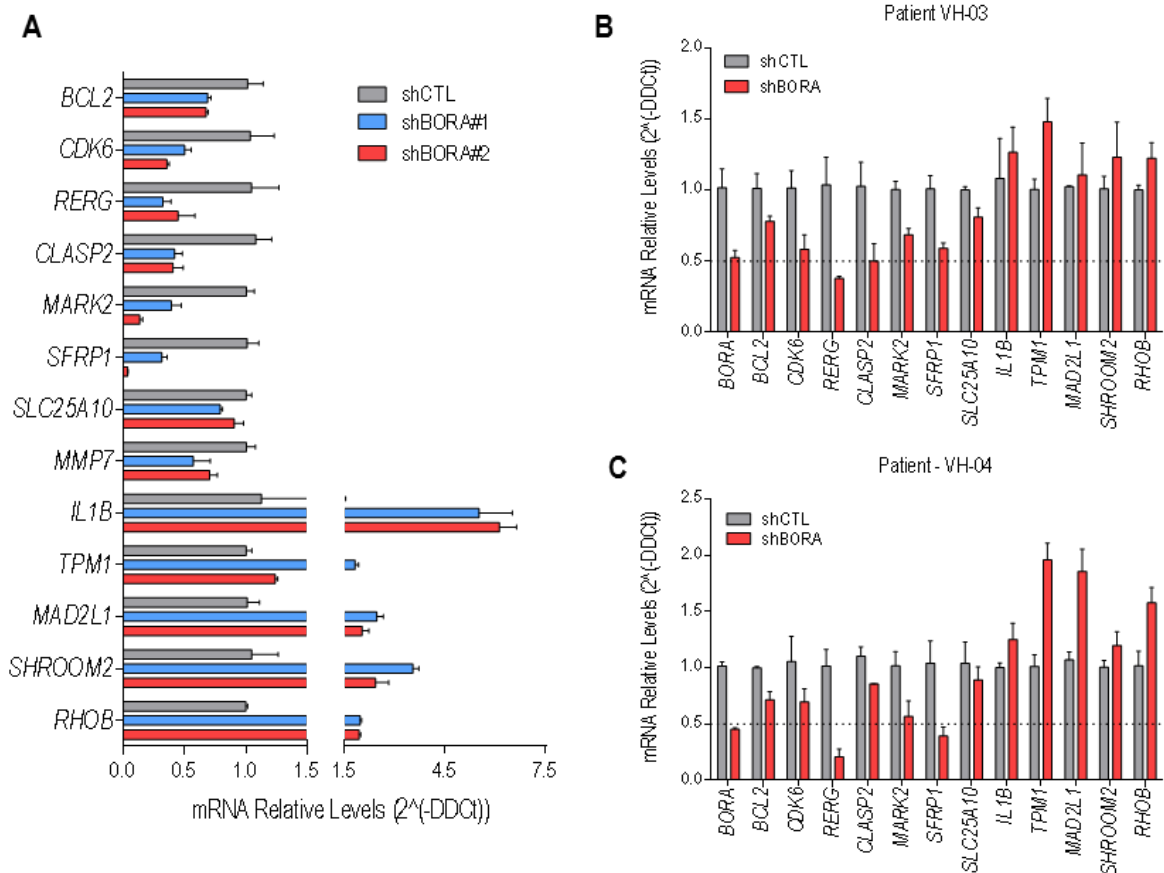 A
shCTL
shBORA#1
shBORA#2
BCL2
CDK6
RERG
CLASP2
MARK2
SFRP1
SLC25A10
MMP7
IL1B
TPM1
MAD2L1
SHROOM2
RHOB
0.0 0.5 1.0 1.5 1.5 4.5 7.5
mRNA Relative Levels (2^(-DDCt))
B
Patient VH-03
shCTL
shBORA
mRNA Relative Levels (2^(-DDCt))
2.0
1.5
1.0
0.5
0.0
BORA BCL2 CDK6 RERG CLASP2 MARK2 SFRP1 SLC25A10 IL1B TPM1 MAD2L1 SHROOM2 RHOB
C
Patient - VH-04
shCTL
shBORA
mRNA Relative Levels (2^(-DDCt))
2.5
2.0
1.5
1.0
0.5
0.0
BORA BCL2 CDK6 RERG CLASP2 MARK2 SFRP1 SLC25A10 IL1B TPM1 MAD2L1 SHROOM2 RHOB